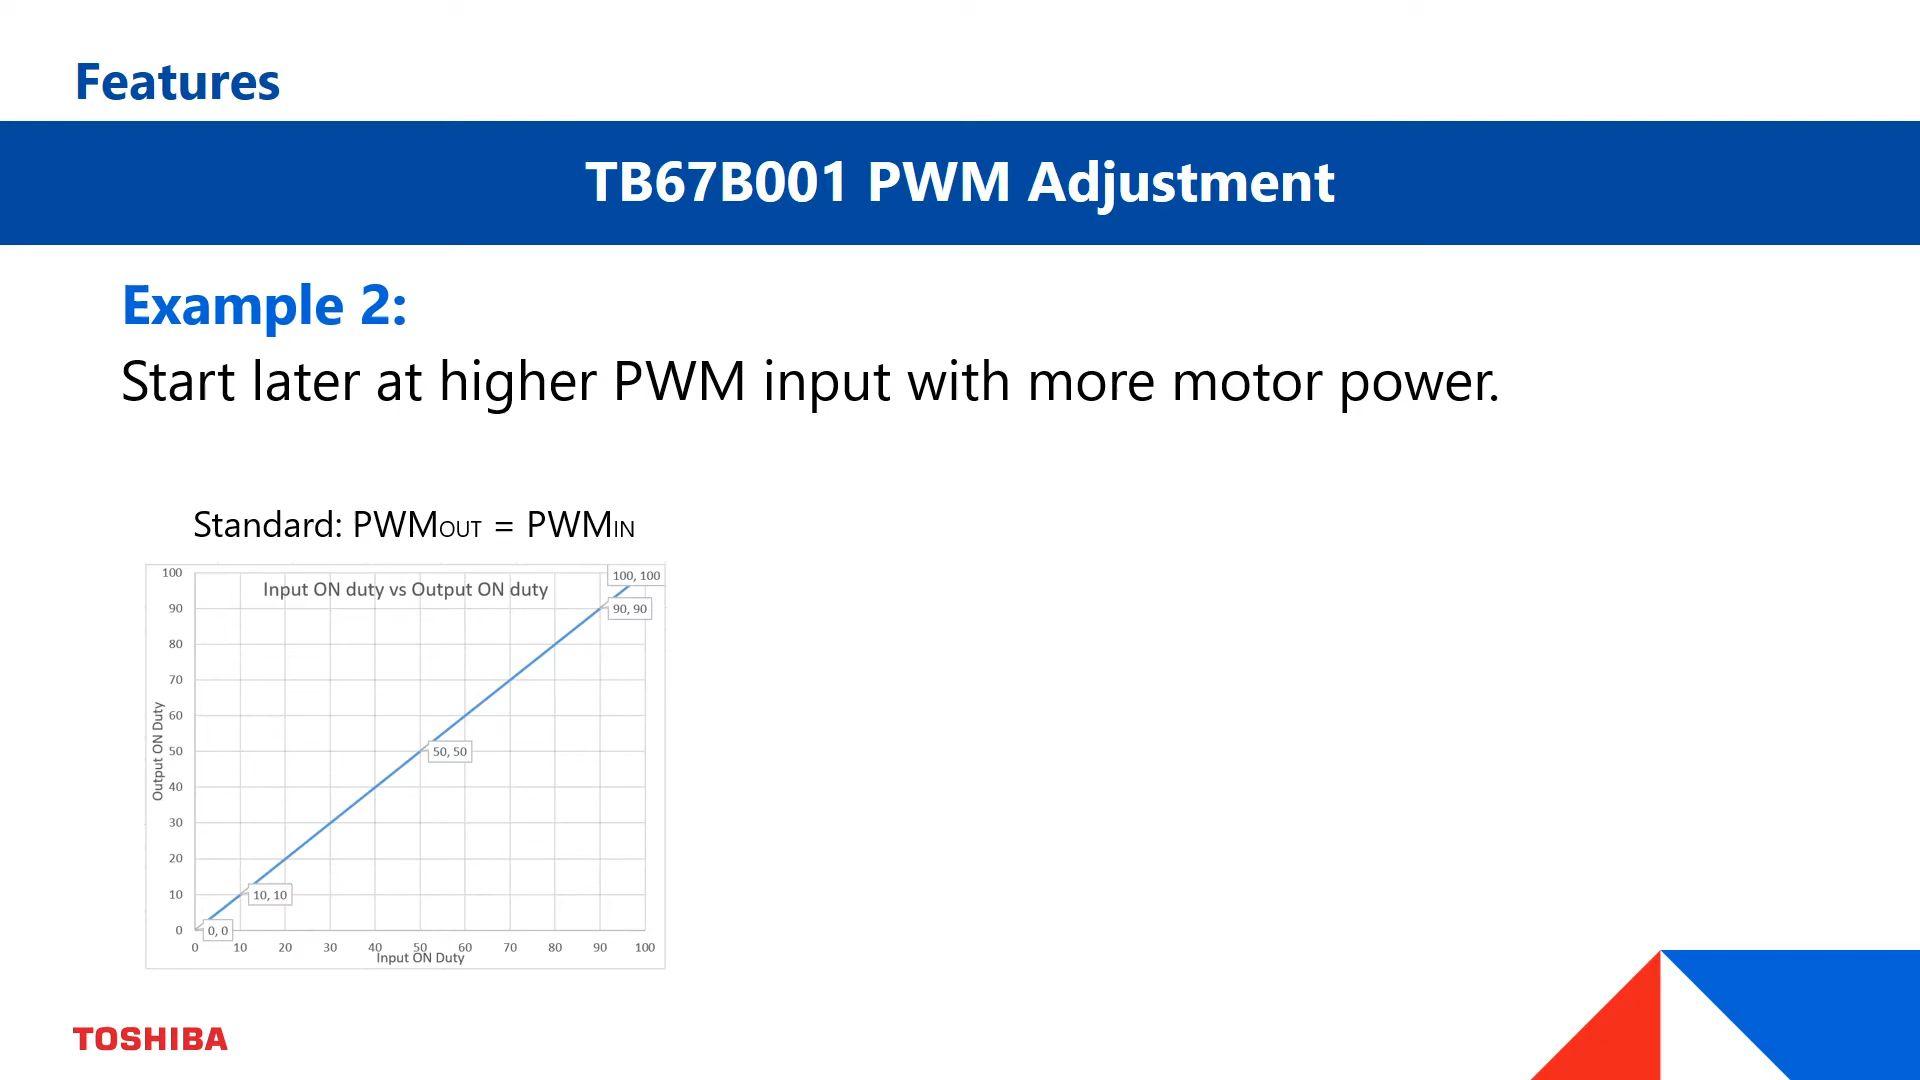 Features
TB67B001 PWM Adjustment
Example 2:
Start later at higher PWM input with more motor power.
Standard: PWMOUT = PWMIN
Input ON duty vs Output ON duty
100
90
80
70
60
50
40
30
20
10
0
Output ON Duty
100, 100
90, 90
50, 50
10, 10
0, 0
0 10 20 30 40 50 60 70 80 90 100
Input ON Duty
TOSHIBA